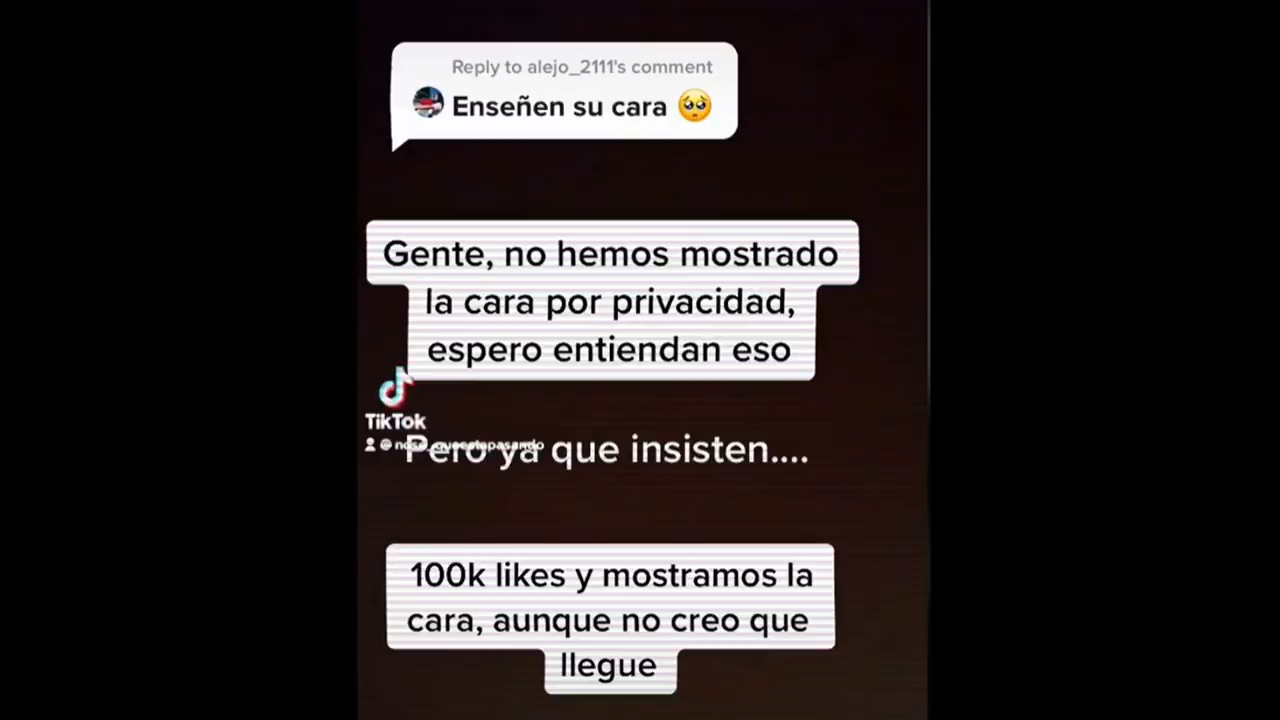 Reply to alejo_2111's comment
Enseñen su cara 🥺
Gente, no hemos mostrado
la cara por privacidad,
espero entiendan eso
TikTok
Pero ya que insisten....
100k likes y mostramos la
cara, aunque no creo que
llegue